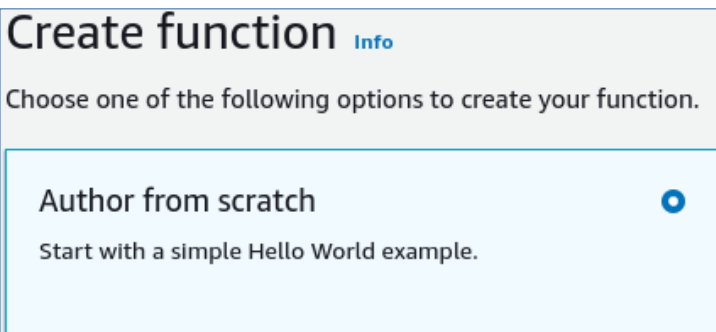 Create function Info
Choose one of the following options to create your function.
Author from scratch
Start with a simple Hello World example.